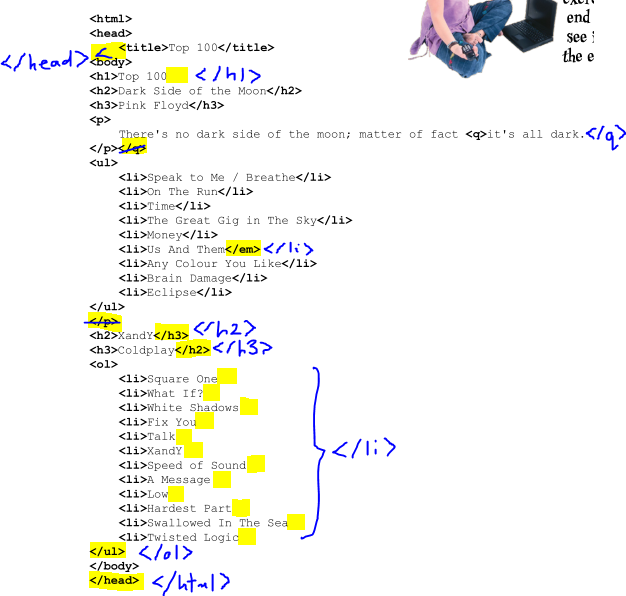 exerc
end
see i
the e
<html>
<head>
<title>Top 100</title>
</head> <
<body>
<h1>Top 100 </h1>
<h2>Dark Side of the Moon</h2>
<h3>Pink Floyd</h3>
<p>
There's no dark side of the moon; matter of fact <q>it's all dark. </q>
</p></q>
<ul>
<li>Speak to Me / Breathe</li>
<li>On The Run</li>
<li>Time</li>
<li>The Great Gig in The Sky</li>
<li>Money</li>
<li>Us And Them</em> </li>
<li>Any Colour You Like</li>
<li>Brain Damage</li>
<li>Eclipse</li>
</ul>
</p>
<h2>XandY</h3> </h2>
<h3>Coldplay</h2> </h3>
<ol>
<li>Square One
<li>What If?
<li>White Shadows
<li>Fix You
<li>Talk
<li>XandY </li>
<li>Speed of Sound
<li>A Message
<li>Low
<li>Hardest Part
<li>Swallowed In The Sea
<li>Twisted Logic
</ul> </ol>
</body>
</head> </html>